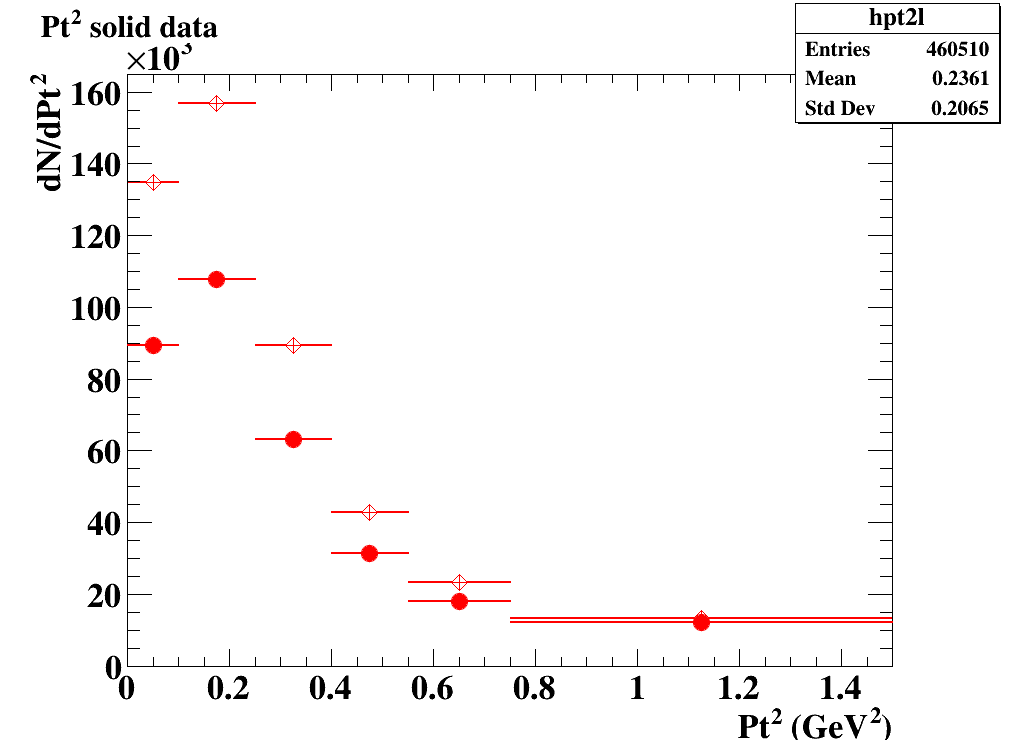 Pt² solid data
×10³
hpt2l
Entries 460510
Mean 0.2361
Std Dev 0.2065
dN/dPt²
160
140
120
100
80
60
40
20
0
0 0.2 0.4 0.6 0.8 1 1.2 1.4
Pt² (GeV²)